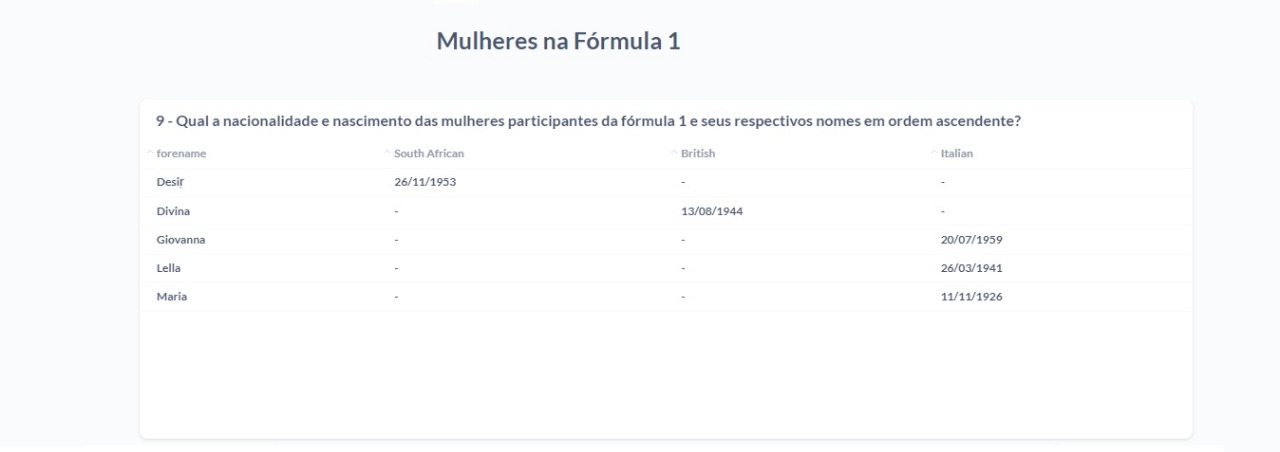 Mulheres na Fórmula 1
9 - Qual a nacionalidade e nascimento das mulheres participantes da fórmula 1 e seus respectivos nomes em ordem ascendente?
forename South African British Italian
Desir 26/11/1953 - -
Divina - 13/08/1944 -
Giovanna - - 20/07/1959
Lella - - 26/03/1941
Maria - - 11/11/1926